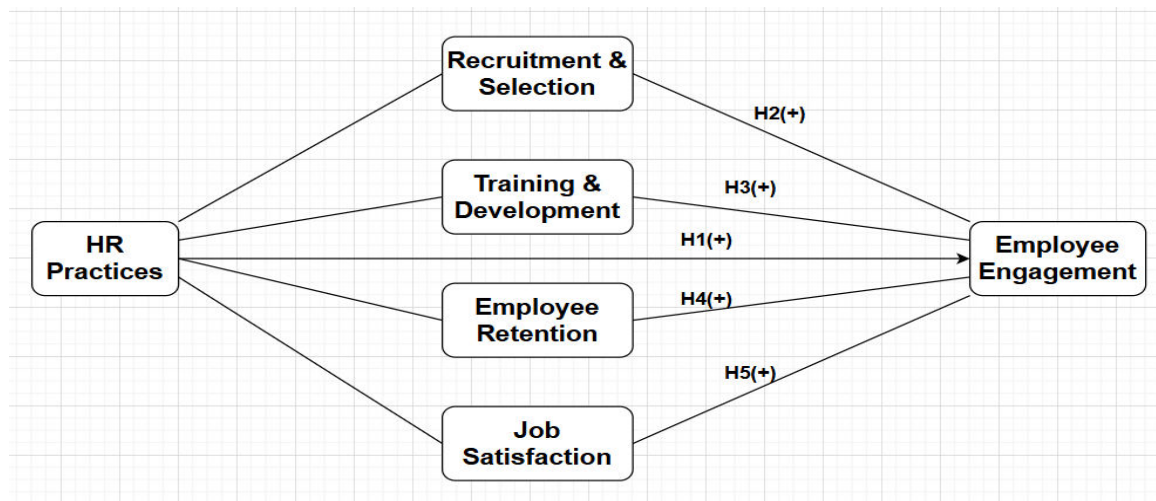 Recruitment &
Selection
H2(+)
Training &
Development
H3(+)
HR
Practices
H1(+)
Employee
Engagement
Employee
Retention
H4(+)
H5(+)
Job
Satisfaction